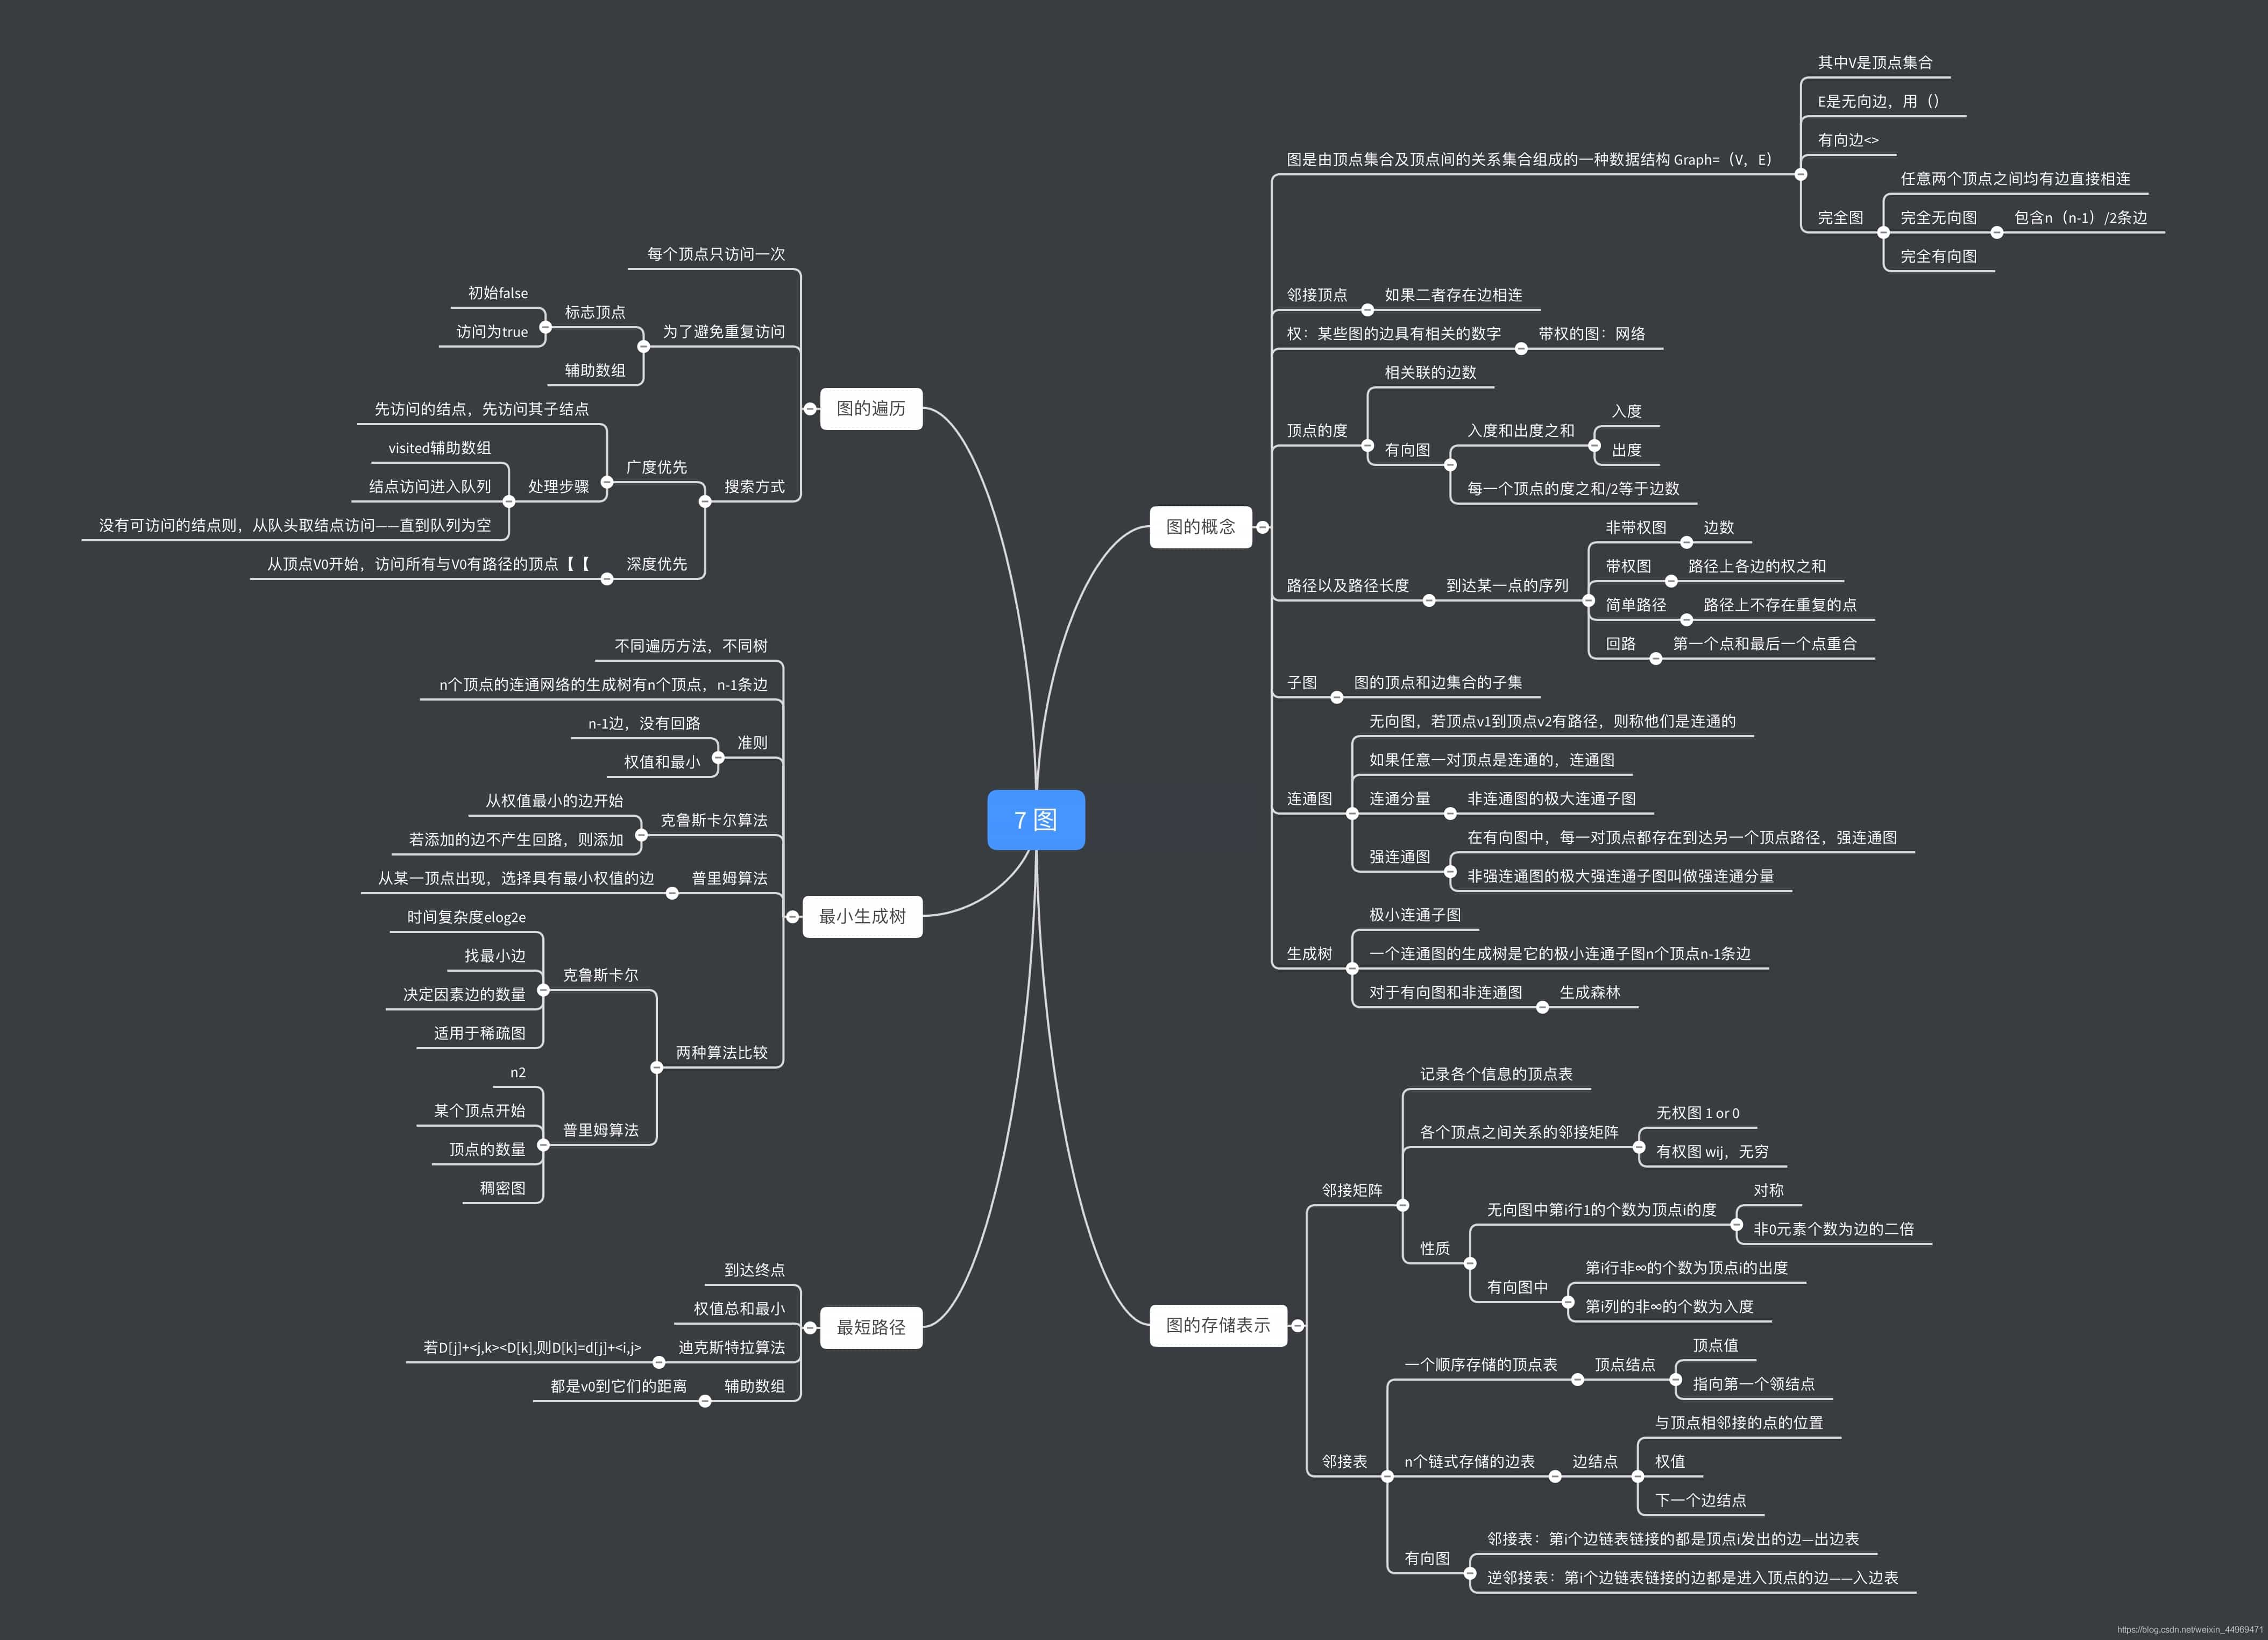 7 图
图的概念
图是由顶点集合及顶点间的关系集合组成的一种数据结构 Graph=（V，E）
其中V是顶点集合
E是无向边，用（）
有向边<>
完全图
任意两个顶点之间均有边直接相连
完全无向图
包含n（n-1）/2条边
完全有向图
邻接顶点
如果二者存在边相连
权：某些图的边具有相关的数字
带权的图：网络
顶点的度
相关联的边数
有向图
入度和出度之和
入度
出度
每一个顶点的度之和/2等于边数
路径以及路径长度
到达某一点的序列
非带权图
边数
带权图
路径上各边的权之和
简单路径
路径上不存在重复的点
回路
第一个点和最后一个点重合
子图
图的顶点和边集合的子集
连通图
无向图，若顶点v1到顶点v2有路径，则称他们是连通的
如果任意一对顶点是连通的，连通图
连通分量
非连通图的极大连通子图
强连通图
在有向图中，每一对顶点都存在到达另一个顶点路径，强连通图
非强连通图的极大强连通子图叫做强连通分量
生成树
极小连通子图
一个连通图的生成树是它的极小连通子图n个顶点n-1条边
对于有向图和非连通图
生成森林
图的存储表示
邻接矩阵
记录各个信息的顶点表
各个顶点之间关系的邻接矩阵
无权图 1 or 0
有权图 wij，无穷
性质
无向图中第i行1的个数为顶点i的度
对称
非0元素个数为边的二倍
有向图中
第i行非∞的个数为顶点i的出度
第i列的非∞的个数为入度
邻接表
一个顺序存储的顶点表
顶点结点
顶点值
指向第一个领结点
n个链式存储的边表
边结点
与顶点相邻接的点的位置
权值
下一个边结点
有向图
邻接表：第i个边链表链接的都是顶点i发出的边—出边表
逆邻接表：第i个边链表链接的边都是进入顶点的边——入边表
图的遍历
每个顶点只访问一次
为了避免重复访问
标志顶点
初始false
访问为true
辅助数组
搜索方式
广度优先
先访问的结点，先访问其子结点
处理步骤
visited辅助数组
结点访问进入队列
没有可访问的结点则，从队头取结点访问——直到队列为空
深度优先
从顶点V0开始，访问所有与V0有路径的顶点【【
最小生成树
不同遍历方法，不同树
n个顶点的连通网络的生成树有n个顶点，n-1条边
准则
n-1边，没有回路
权值和最小
克鲁斯卡尔算法
从权值最小的边开始
若添加的边不产生回路，则添加
普里姆算法
从某一顶点出现，选择具有最小权值的边
两种算法比较
克鲁斯卡尔
时间复杂度elog2e
找最小边
决定因素边的数量
适用于稀疏图
普里姆算法
n2
某个顶点开始
顶点的数量
稠密图
最短路径
到达终点
权值总和最小
迪克斯特拉算法
若D[j]+<j,k><D[k],则D[k]=d[j]+<i,j>
辅助数组
都是v0到它们的距离
https://blog.csdn.net/weixin_44969471